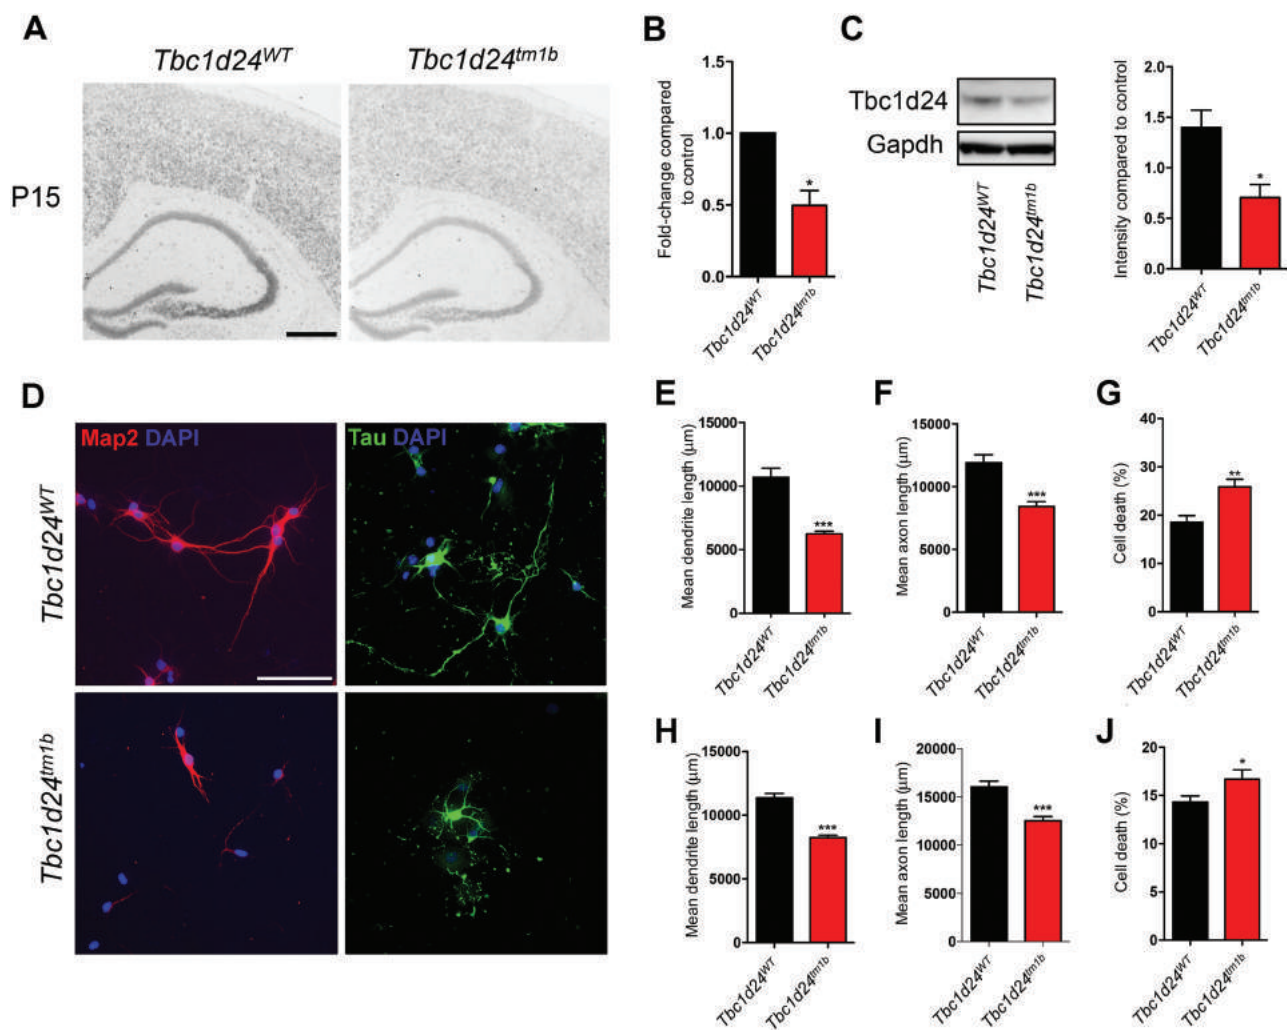 A
Tbc1d24WT
Tbc1d24tm1b
P15
B
Fold-change compared
to control
1.5
1.0
0.5
0.0
*
Tbc1d24WT
Tbc1d24tm1b
C
Tbc1d24
Gapdh
Tbc1d24WT
Tbc1d24tm1b
Intensity compared to control
2.0
1.5
1.0
1.5
0.0
*
Tbc1d24WT
Tbc1d24tm1b
D
Map2 DAPI
Tau DAPI
Tbc1d24WT
Tbc1d24tm1b
E
Mean dendrite length (μm)
15000
10000
5000
0
***
Tbc1d24WT
Tbc1d24tm1b
F
Mean axon length (μm)
15000
10000
5000
0
***
Tbc1d24WT
Tbc1d24tm1b
G
Cell death (%)
40
30
20
10
0
**
Tbc1d24WT
Tbc1d24tm1b
H
Mean dendrite length (μm)
15000
10000
5000
0
***
Tbc1d24WT
Tbc1d24tm1b
I
Mean axon length (μm)
20000
15000
10000
5000
0
***
Tbc1d24WT
Tbc1d24tm1b
J
Cell death (%)
20
15
10
5
0
*
Tbc1d24WT
Tbc1d24tm1b